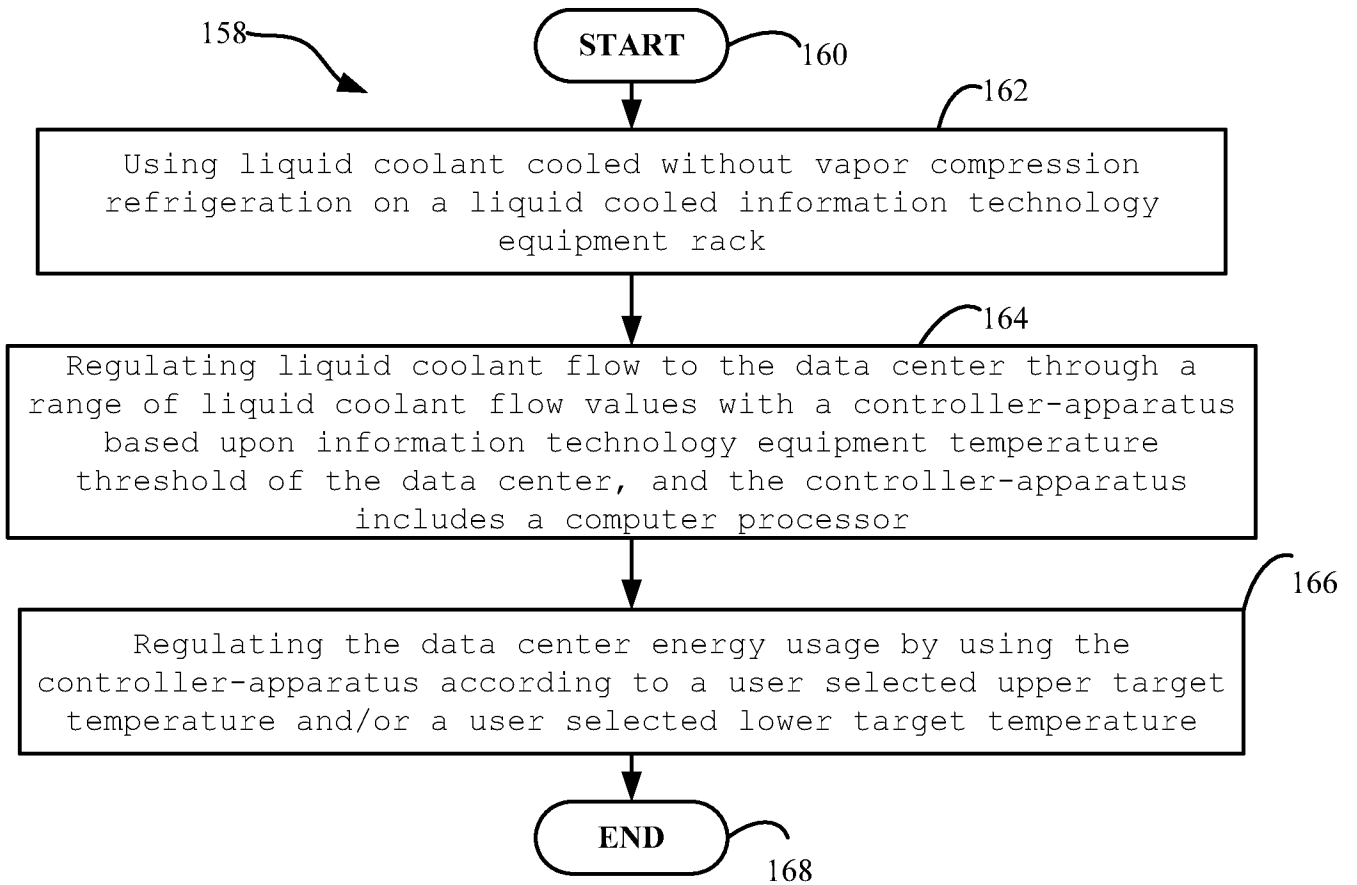 158
START
160
162
Using liquid coolant cooled without vapor compression
refrigeration on a liquid cooled information technology
equipment rack
164
Regulating liquid coolant flow to the data center through a
range of liquid coolant flow values with a controller-apparatus
based upon information technology equipment temperature
threshold of the data center, and the controller-apparatus
includes a computer processor
166
Regulating the data center energy usage by using the
controller-apparatus according to a user selected upper target
temperature and/or a user selected lower target temperature
END
168